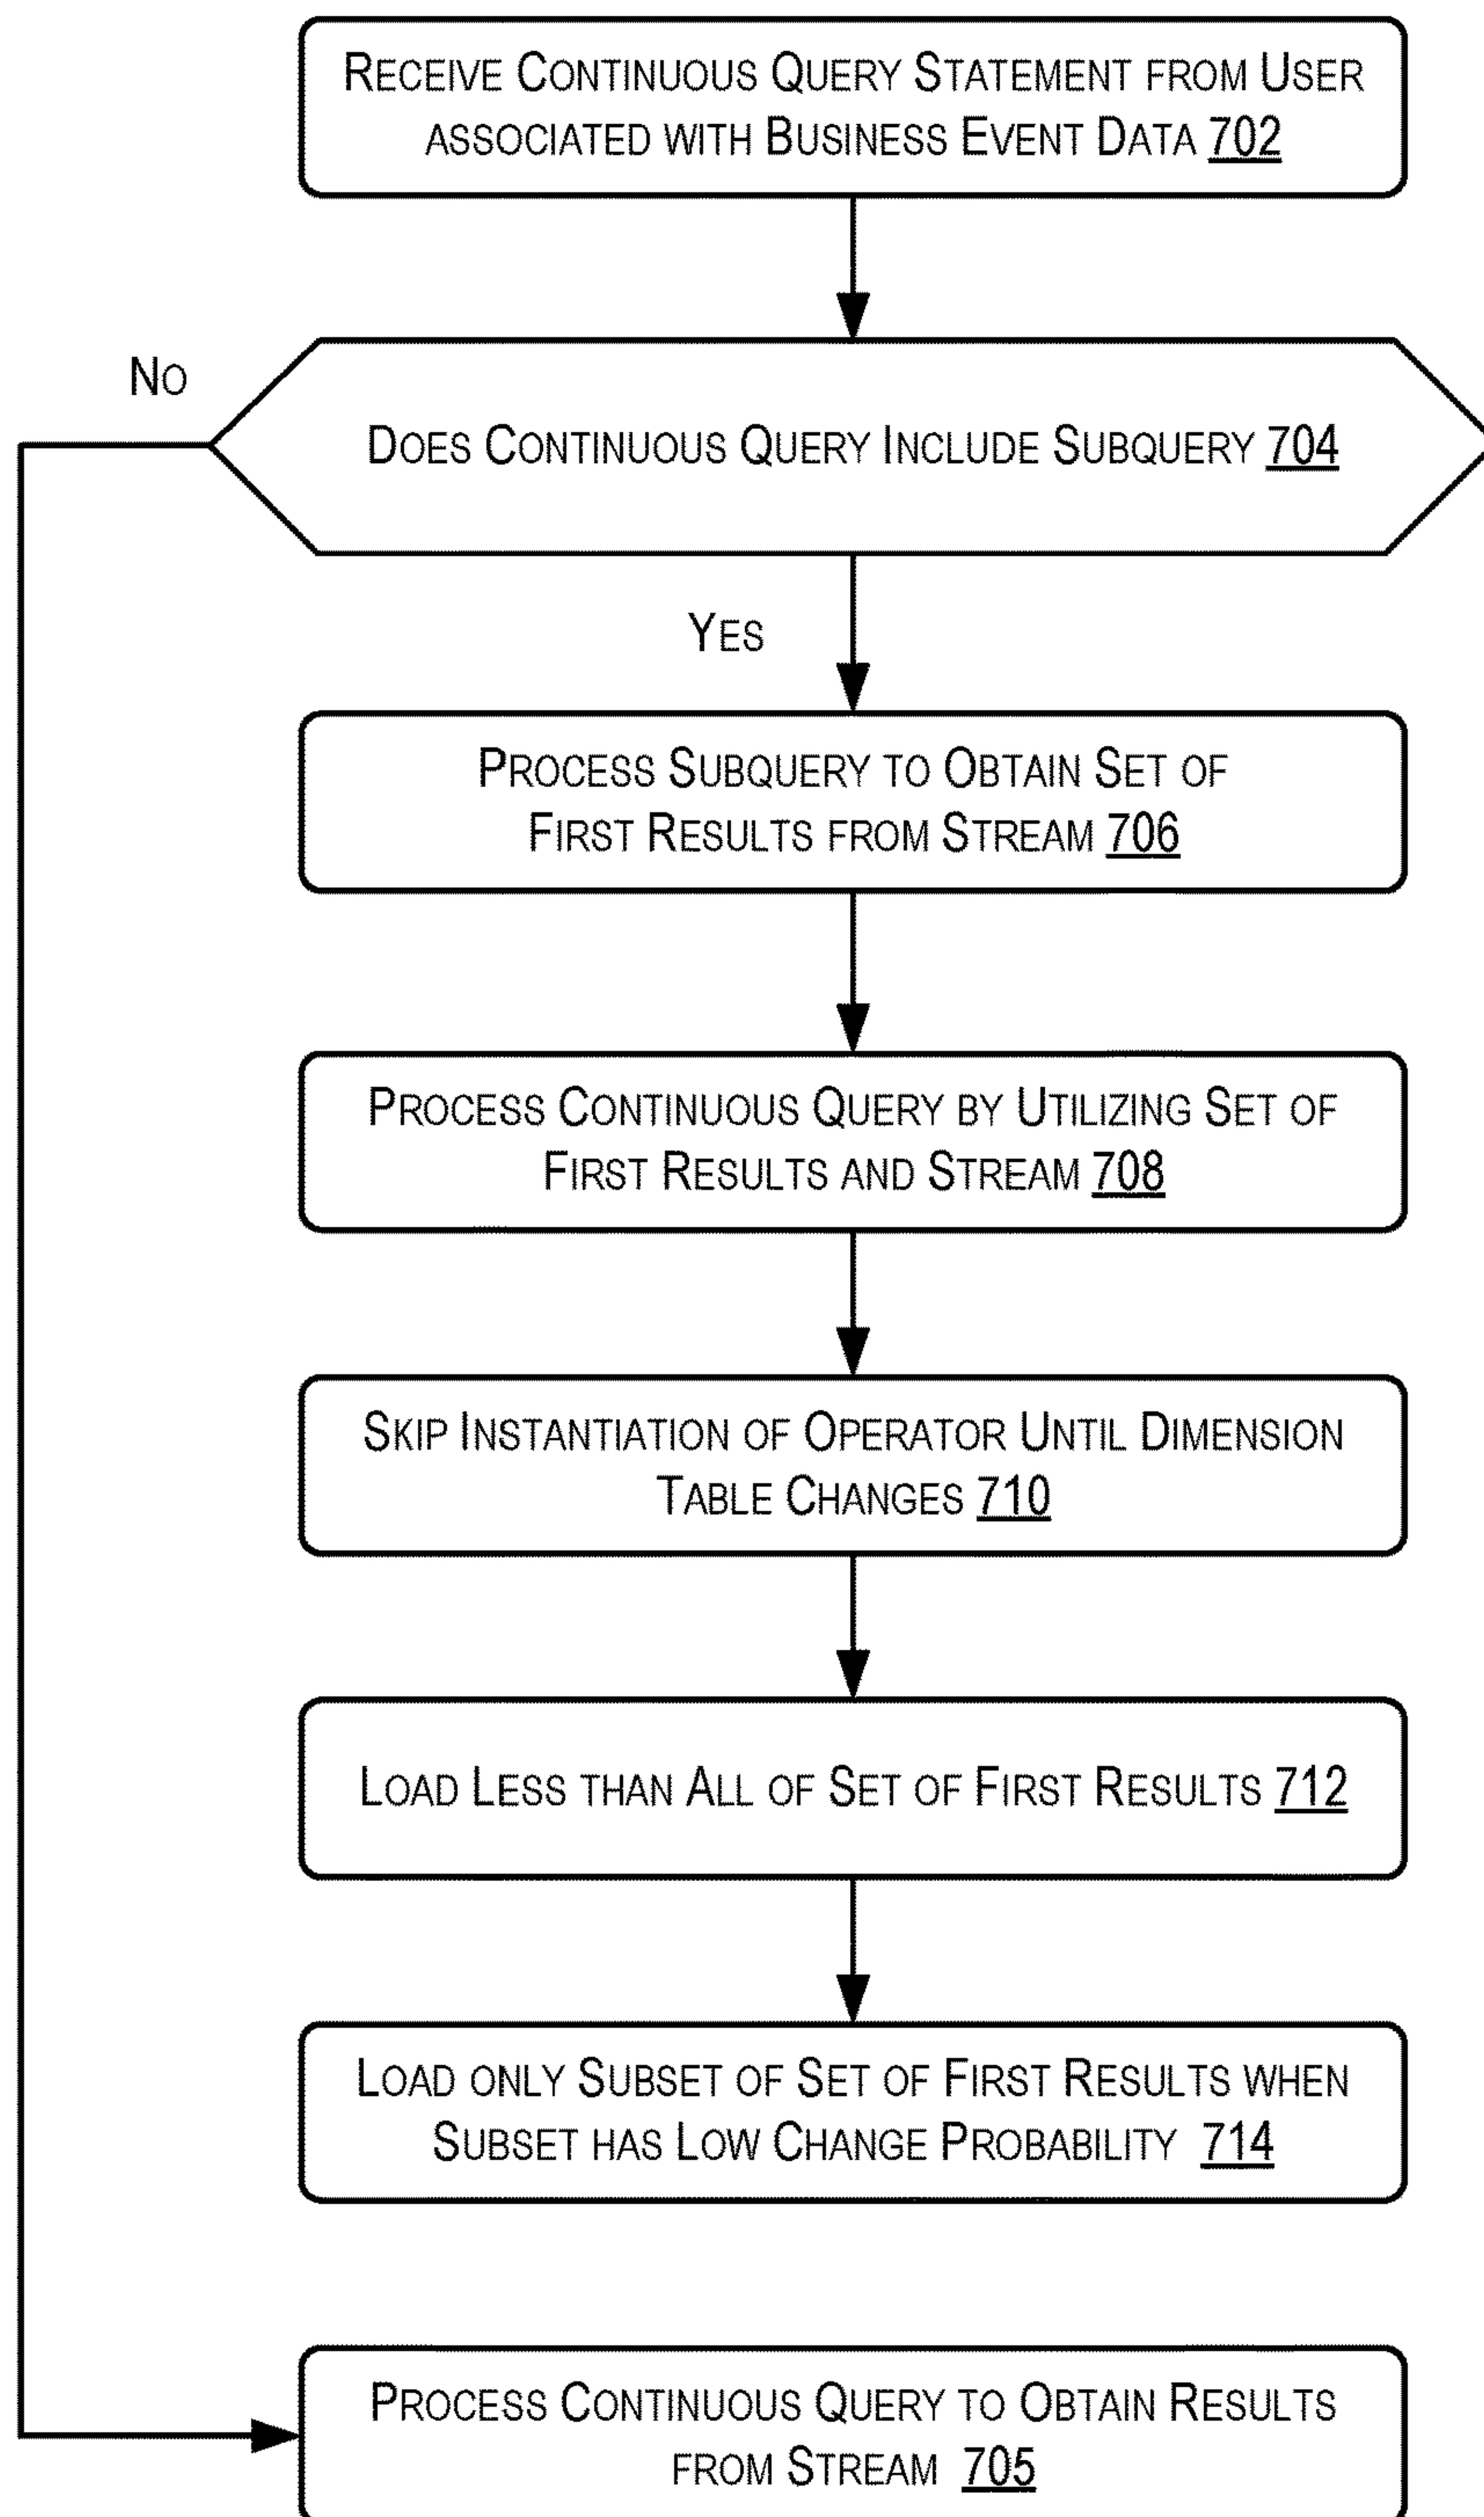 Receive Continuous Query Statement from User
associated with Business Event Data 702
No
Does Continuous Query Include Subquery 704
Yes
Process Subquery to Obtain Set of
First Results from Stream 706
Process Continuous Query by Utilizing Set of
First Results and Stream 708
Skip Instantiation of Operator Until Dimension
Table Changes 710
Load Less than All of Set of First Results 712
Load only Subset of Set of First Results when
Subset has Low Change Probability 714
Process Continuous Query to Obtain Results
from Stream 705